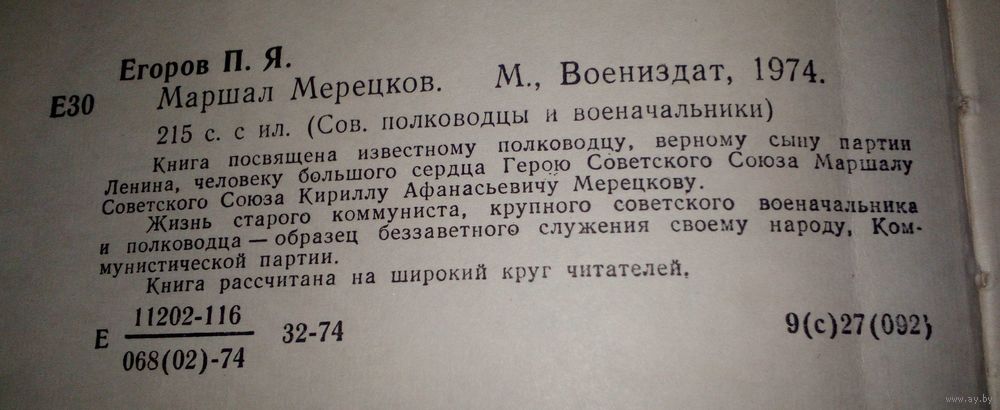 Егоров П. Я.
Е30 Маршал Мерецков. М., Воениздат, 1974.
215 с. с ил. (Сов. полководцы и военачальники)
Книга посвящена известному полководцу, верному сыну партии
Ленина, человеку большого сердца Герою Советского Союза Маршалу
Советского Союза Кириллу Афанасьевичу Мерецкову.
Жизнь старого коммуниста, крупного советского военачальника
и полководца — образец беззаветного служения своему народу, Ком-
мунистической партии.
Книга рассчитана на широкий круг читателей.
11202-116
Е 32-74 9(с)27(092)
068(02)-74
www.ay.by